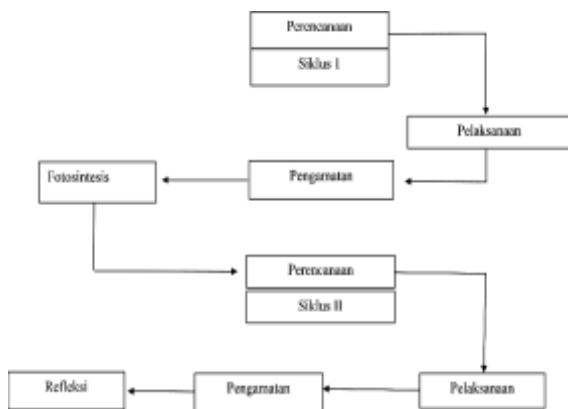 Perencanaan
Siklus I
Pelaksanaan
Pengamatan
Fotosintesis
Perencanaan
Siklus II
Pelaksanaan
Pengamatan
Refleksi